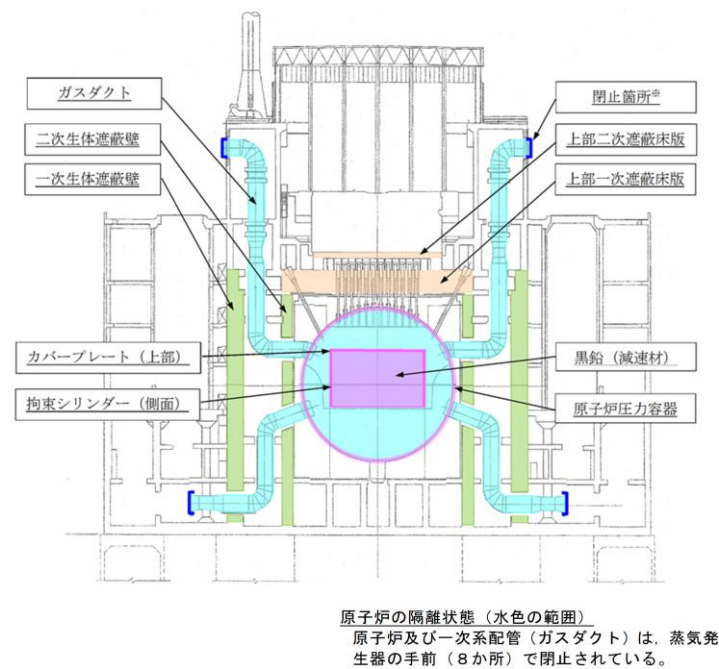 ガスダクト
二次生体遮蔽壁
一次生体遮蔽壁
閉止箇所※
上部二次遮蔽床版
上部一次遮蔽床版
カバープレート（上部）
拘束シリンダー（側面）
黒鉛（減速材）
原子炉圧力容器
原子炉の隔離状態（水色の範囲）
原子炉及び一次系配管（ガスダクト）は，蒸気発
生器の手前（８か所）で閉止されている。